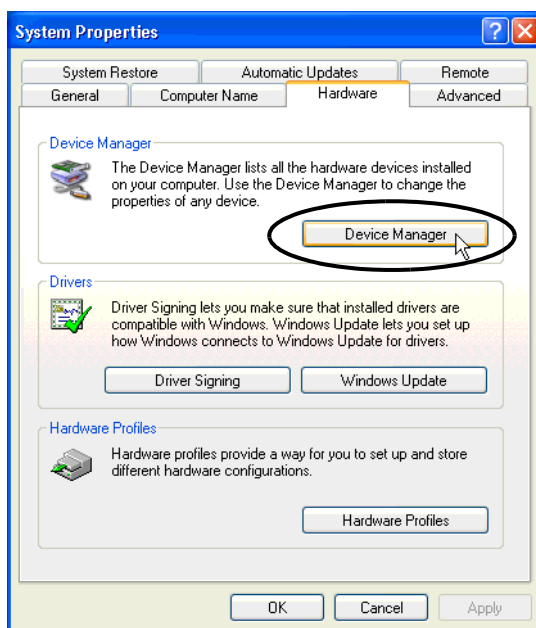 System Properties
System Restore
Automatic Updates
Remote
General
Computer Name
Hardware
Advanced
Device Manager
The Device Manager lists all the hardware devices installed
on your computer. Use the Device Manager to change the
properties of any device.
Device Manager
Drivers
Driver Signing lets you make sure that installed drivers are
compatible with Windows. Windows Update lets you set up
how Windows connects to Windows Update for drivers.
Driver Signing
Windows Update
Hardware Profiles
Hardware profiles provide a way for you to set up and store
different hardware configurations.
Hardware Profiles
OK
Cancel
Apply